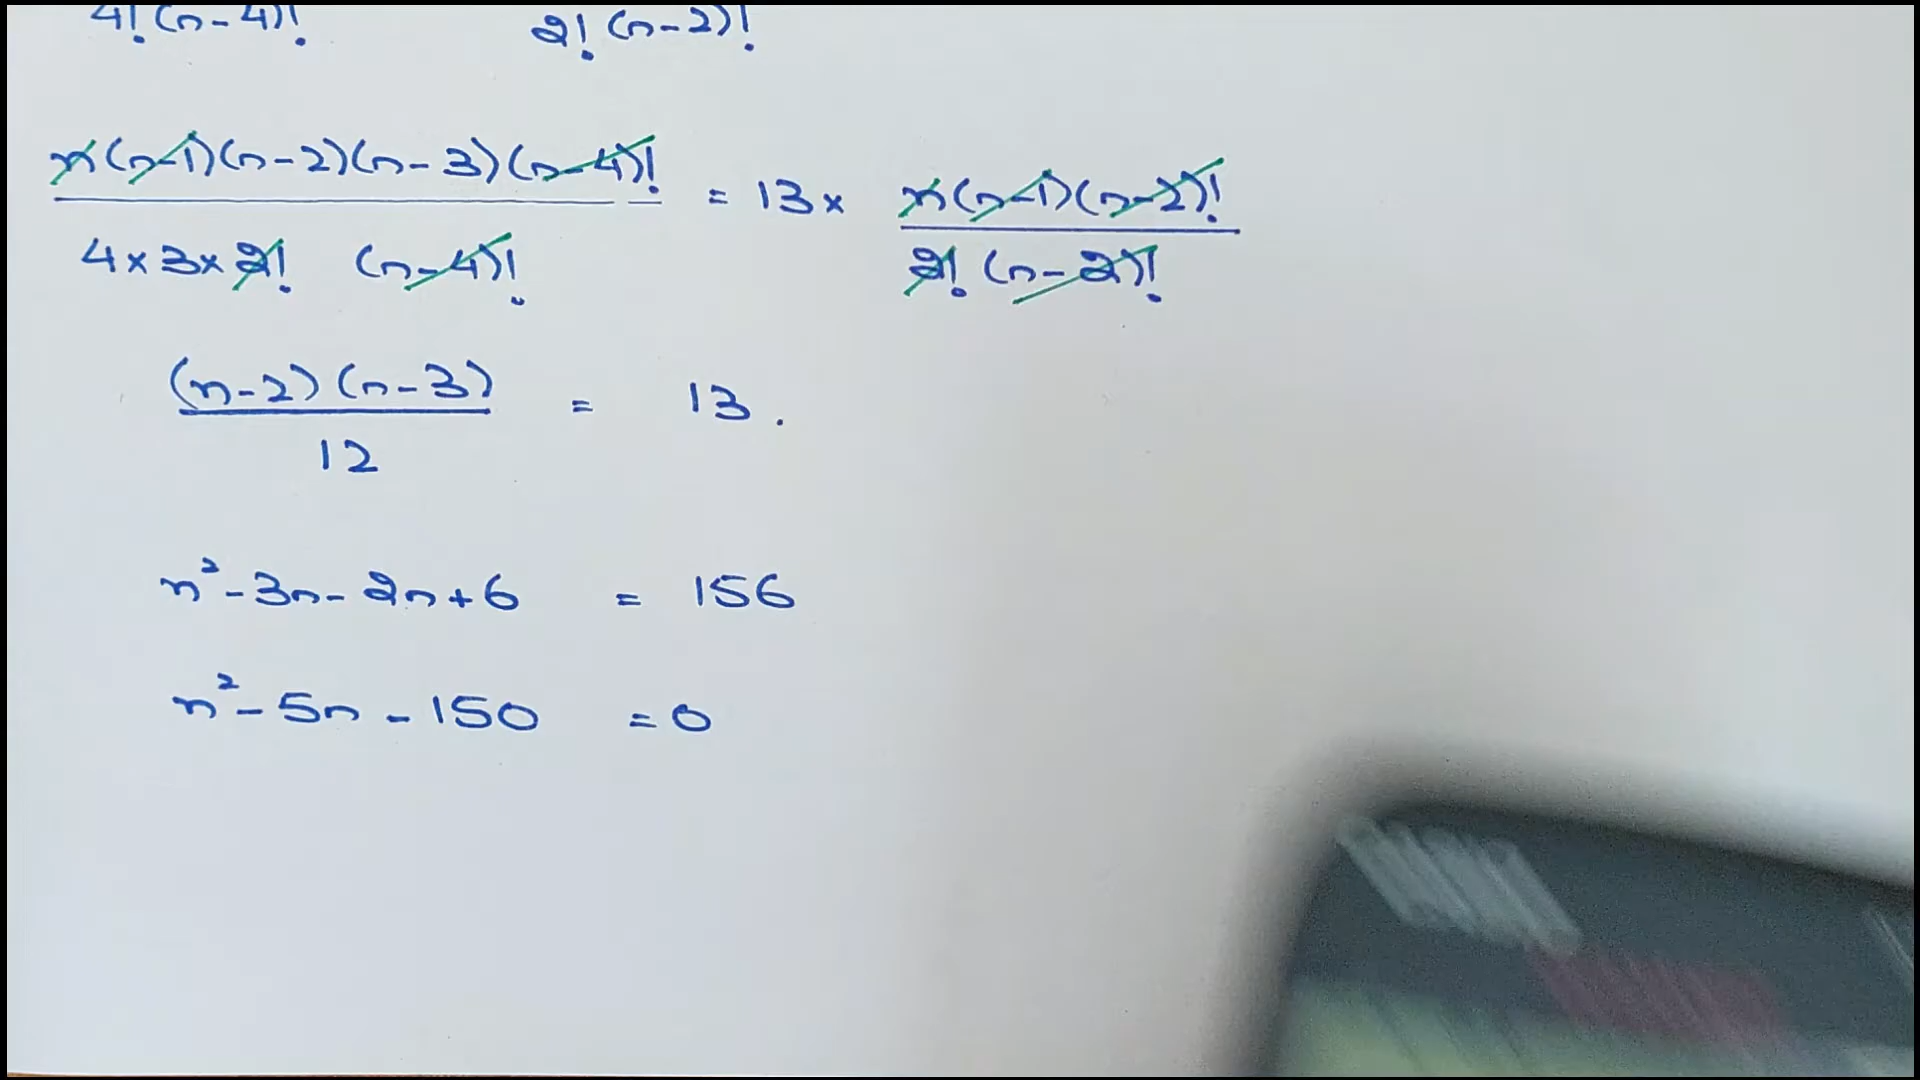 4!(n-4)! 2!(n-2)!
n(n-1)(n-2)(n-3)(n-4)! = 13 × n(n-1)(n-2)!
4×3×2! (n-4)! 2!(n-2)!
(n-2)(n-3) = 13.
12
n²-3n-2n+6 = 156
n²-5n-150 = 0